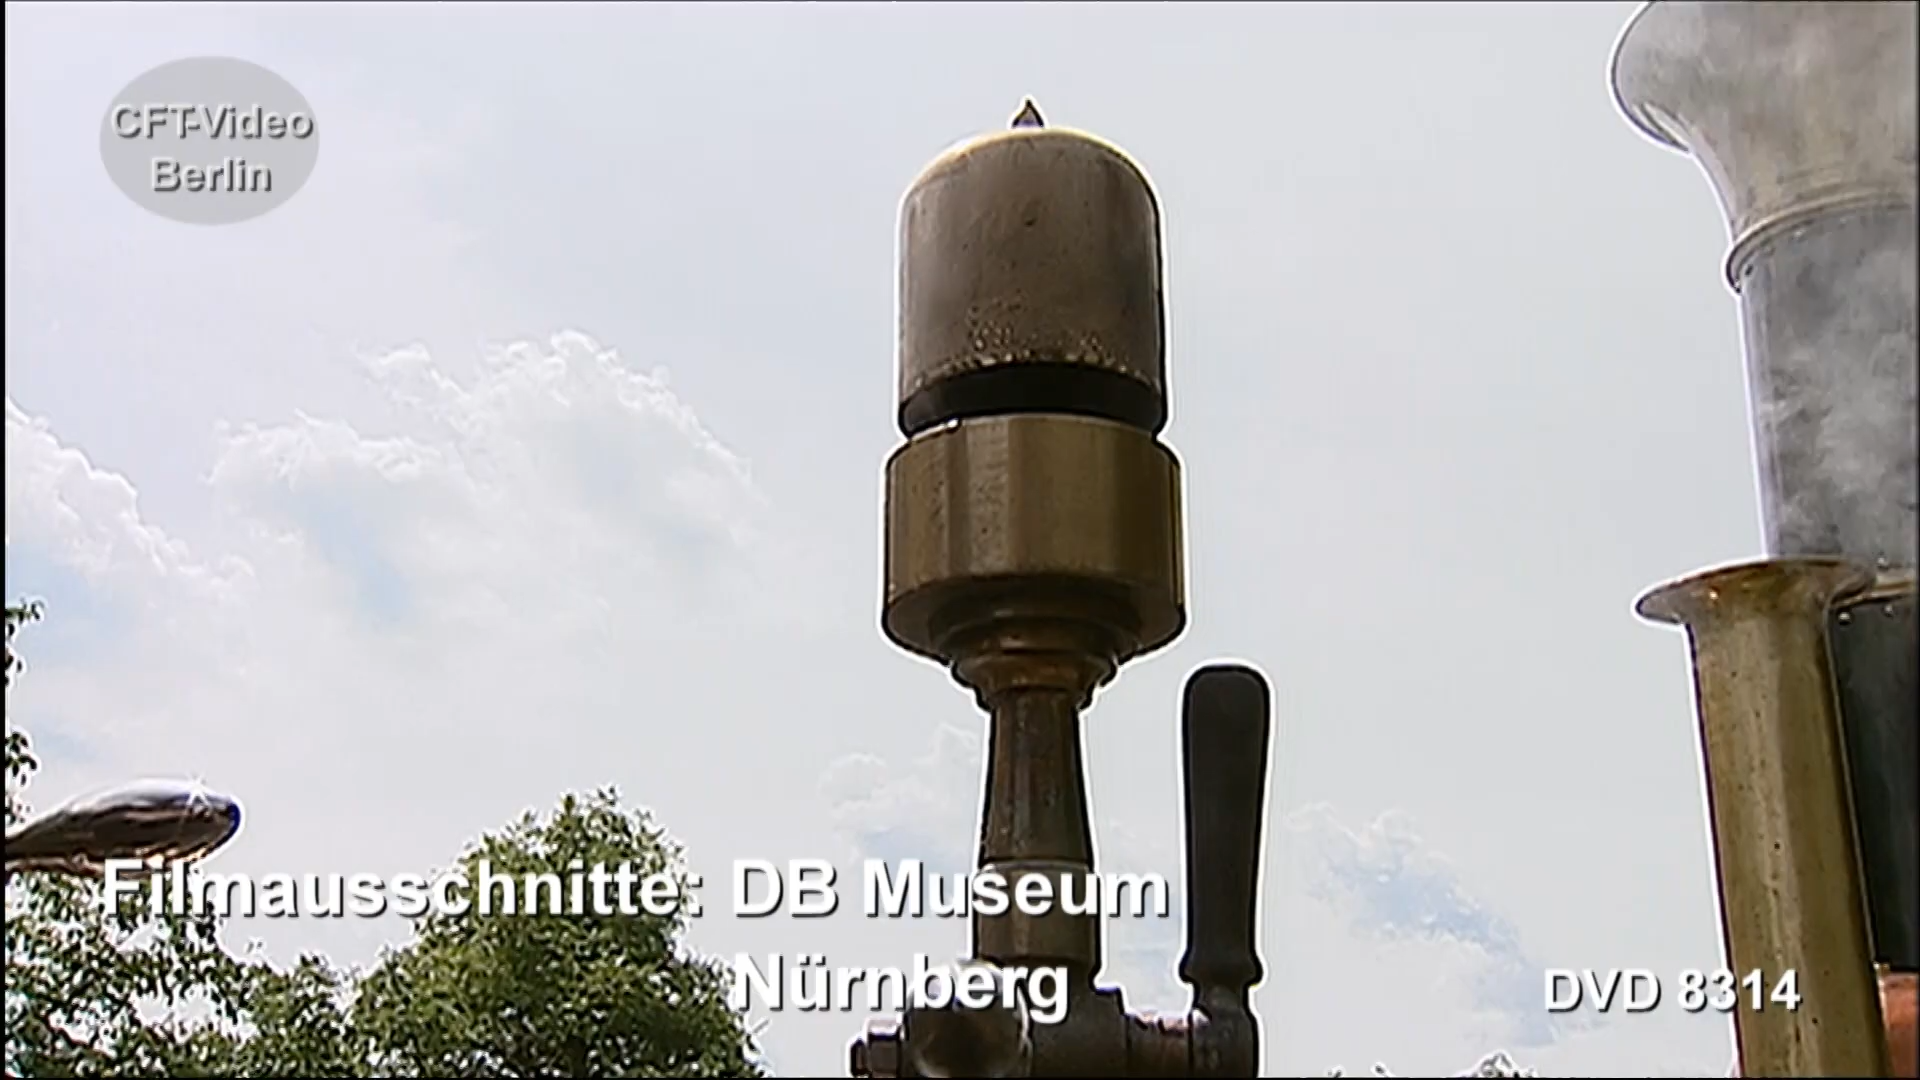 CFT-Video
Berlin
Filmausschnitte: DB Museum
Nürnberg
DVD 8314